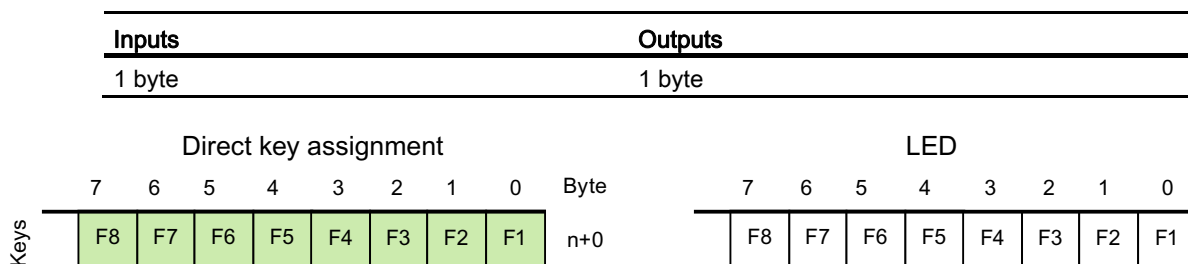 Inputs Outputs
1 byte 1 byte
Direct key assignment LED
7 6 5 4 3 2 1 0 Byte 7 6 5 4 3 2 1 0
Keys F8 F7 F6 F5 F4 F3 F2 F1 n+0 F8 F7 F6 F5 F4 F3 F2 F1